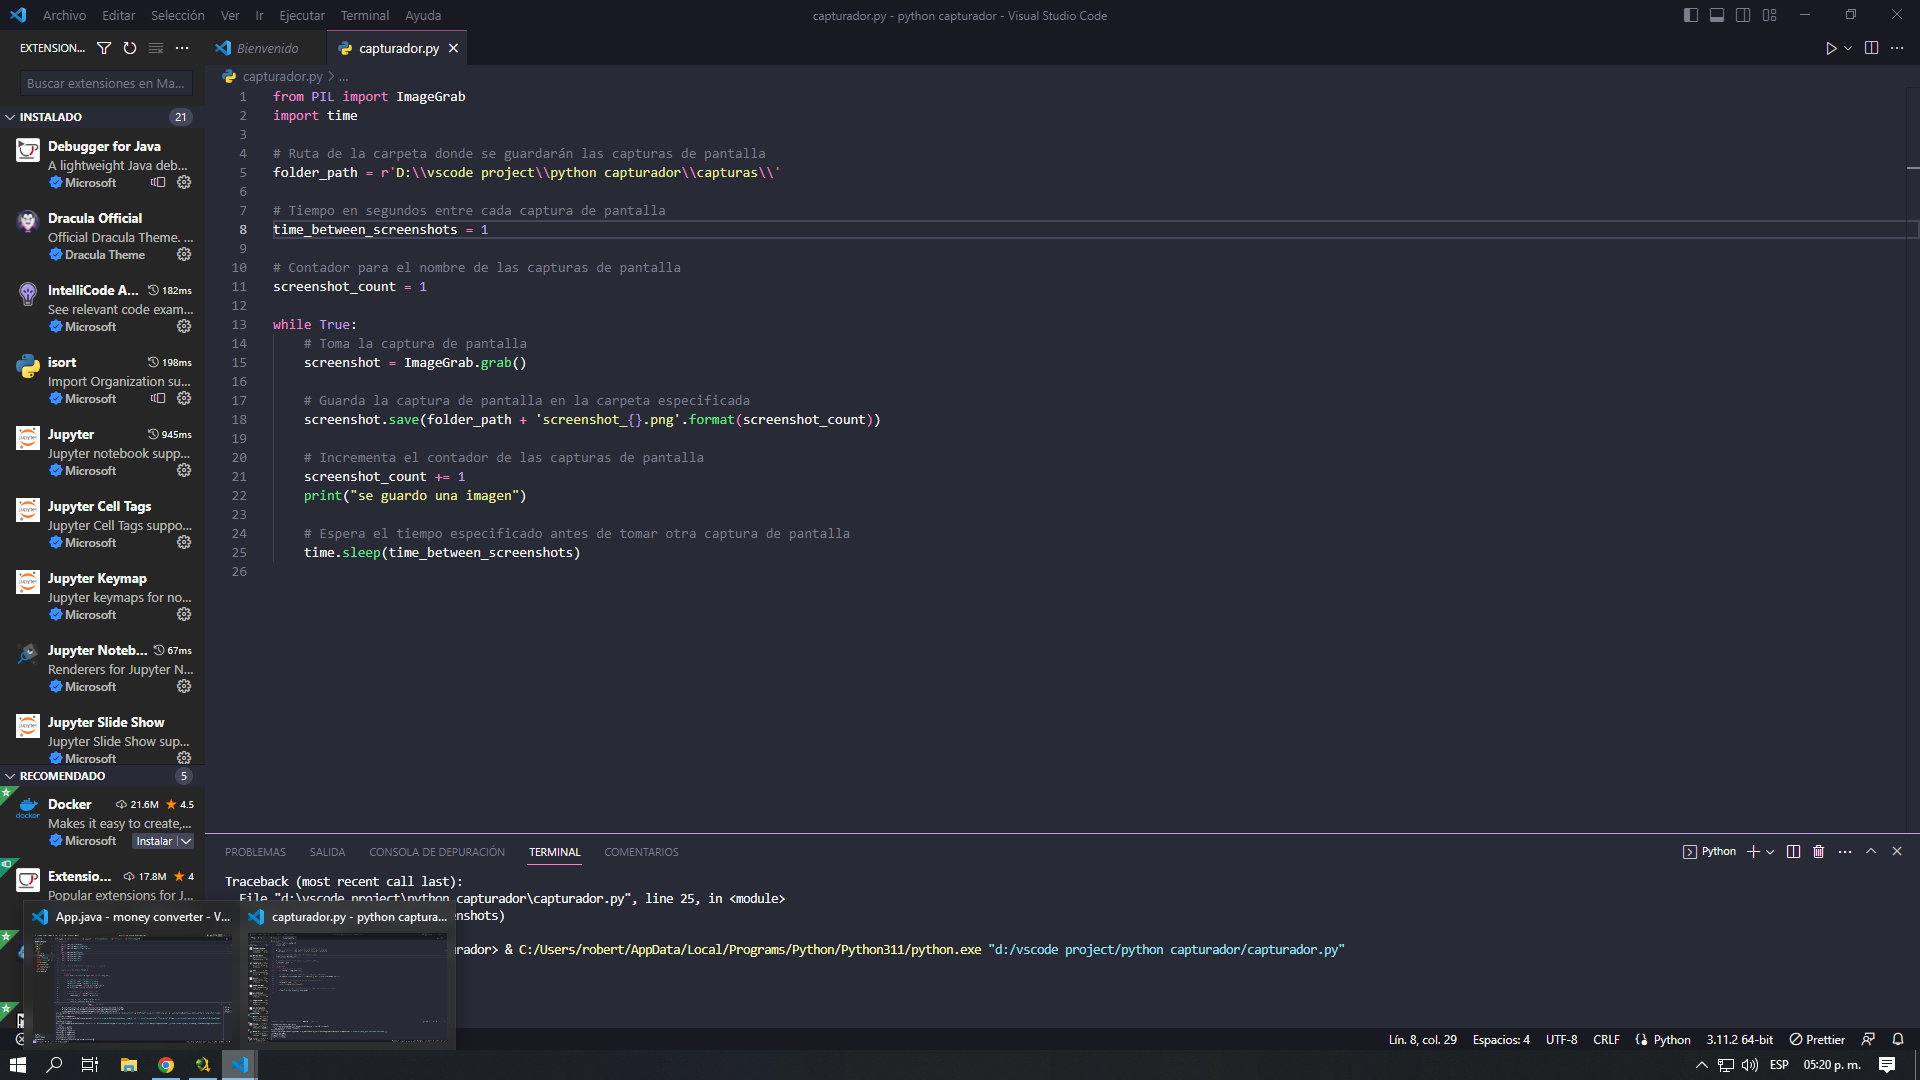 Archivo Editar Selección Ver Ir Ejecutar Terminal Ayuda
capturador.py - python capturador - Visual Studio Code
EXTENSION...
Bienvenido
capturador.py
Buscar extensiones en Ma...
capturador.py > ...
INSTALADO 21
Debugger for Java
A lightweight Java deb...
Microsoft
Dracula Official
Official Dracula Theme. ...
Dracula Theme
IntelliCode A... 182ms
See relevant code exam...
Microsoft
isort 198ms
Import Organization su...
Microsoft
Jupyter 945ms
Jupyter notebook supp...
Microsoft
Jupyter Cell Tags
Jupyter Cell Tags suppo...
Microsoft
Jupyter Keymap
Jupyter keymaps for no...
Microsoft
Jupyter Noteb... 67ms
Renderers for Jupyter N...
Microsoft
Jupyter Slide Show
Jupyter Slide Show sup...
Microsoft
RECOMENDADO 5
Docker 21.6M 4.5
Makes it easy to create,...
Microsoft Instalar
Extensio... 17.8M 4
Popular extensions for J...
1 from PIL import ImageGrab
2 import time
3
4 # Ruta de la carpeta donde se guardarán las capturas de pantalla
5 folder_path = r'D:\\vscode project\\python capturador\\capturas\\'
6
7 # Tiempo en segundos entre cada captura de pantalla
8 time_between_screenshots = 1
9
10 # Contador para el nombre de las capturas de pantalla
11 screenshot_count = 1
12
13 while True:
14 # Toma la captura de pantalla
15 screenshot = ImageGrab.grab()
16
17 # Guarda la captura de pantalla en la carpeta especificada
18 screenshot.save(folder_path + 'screenshot_{}.png'.format(screenshot_count))
19
20 # Incrementa el contador de las capturas de pantalla
21 screenshot_count += 1
22 print("se guardo una imagen")
23
24 # Espera el tiempo especificado antes de tomar otra captura de pantalla
25 time.sleep(time_between_screenshots)
26
PROBLEMAS SALIDA CONSOLA DE DEPURACIÓN TERMINAL COMENTARIOS
Python
Traceback (most recent call last):
File "d:\vscode project\python capturador\capturador.py", line 25, in <module>
enshots)
urador> & C:/Users/robert/AppData/Local/Programs/Python/Python311/python.exe "d:/vscode project/python capturador/capturador.py"
App.java - money converter - V...
capturador.py - python captura...
Lín. 8, col. 29 Espacios: 4 UTF-8 CRLF Python 3.11.2 64-bit Prettier
ESP 05:20 p. m.